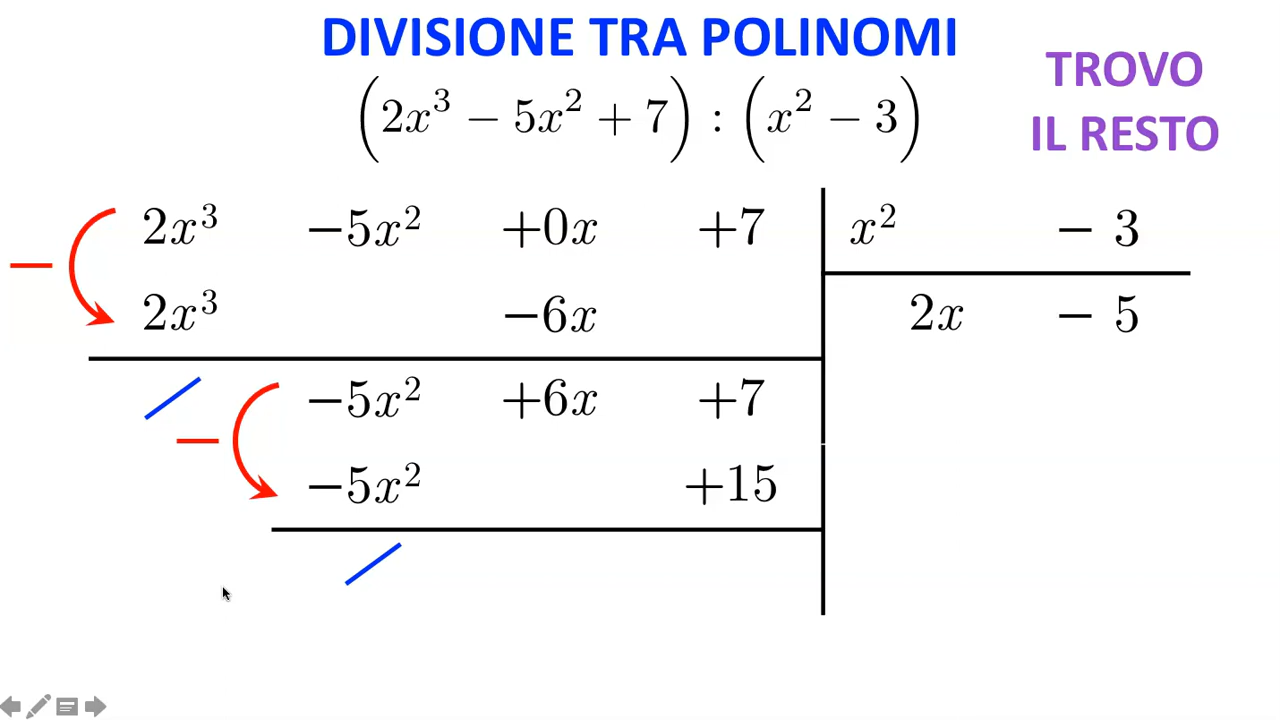 DIVISIONE TRA POLINOMI
TROVO
IL RESTO
(2x³ − 5x² + 7) : (x² − 3)
2x³ −5x² +0x +7 x² − 3
− 2x³ −6x 2x − 5
−5x² +6x +7
− −5x² +15